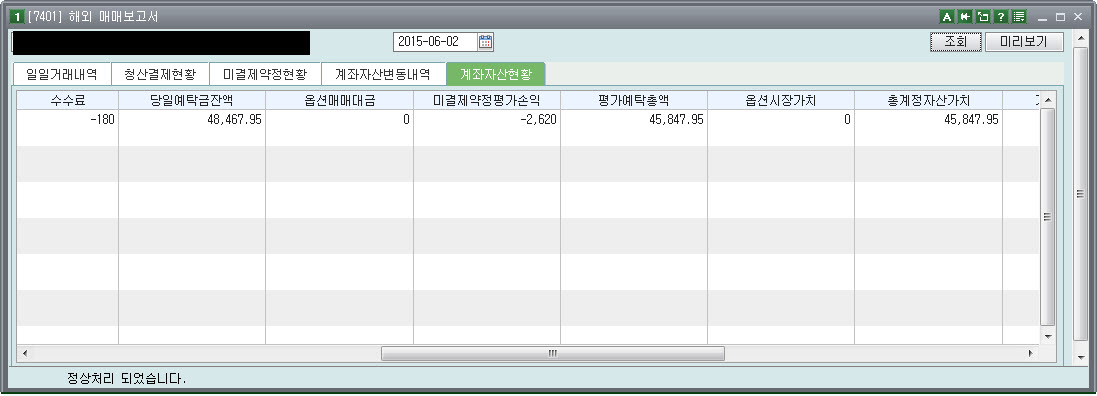 1 [7401] 해외 매매보고서 A ?
2015-06-02 조회 미리보기
일일거래내역 청산결제현황 미결제약정현황 계좌자산변동내역 계좌자산현황
수수료 당일예탁금잔액 옵션매매대금 미결제약정평가손익 평가예탁총액 옵션시장가치 총계정자산가치
-180 48,467.95 0 -2,620 45,847.95 0 45,847.95
정상처리 되었습니다.